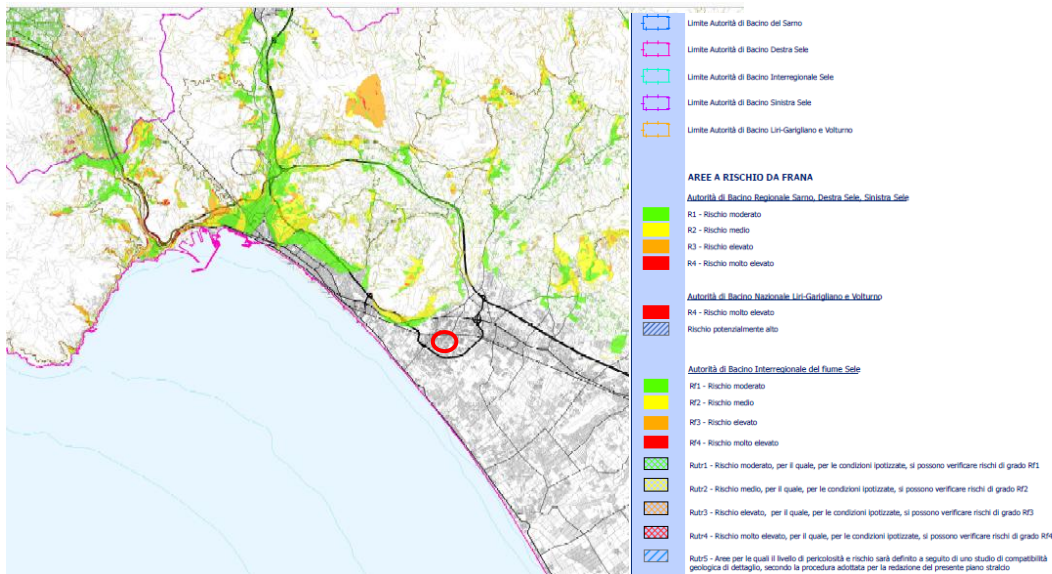 Limite Autorità di Bacino del Sarno
Limite Autorità di Bacino Destra Sele
Limite Autorità di Bacino Interregionale Sele
Limite Autorità di Bacino Sinistra Sele
Limite Autorità di Bacino Liri-Garigliano e Volturno
AREE A RISCHIO DA FRANA
Autorità di Bacino Regionale Sarno, Destra Sele, Sinistra Sele
R1 - Rischio moderato
R2 - Rischio medio
R3 - Rischio elevato
R4 - Rischio molto elevato
Autorità di Bacino Nazionale Liri-Garigliano e Volturno
R4 - Rischio molto elevato
Rischio potenzialmente alto
Autorità di Bacino Interregionale del fiume Sele
Rf1 - Rischio moderato
Rf2 - Rischio medio
Rf3 - Rischio elevato
Rf4 - Rischio molto elevato
Rutr1 - Rischio moderato, per il quale, per le condizioni ipotizzate, si possono verificare rischi di grado Rf1
Rutr2 - Rischio medio, per il quale, per le condizioni ipotizzate, si possono verificare rischi di grado Rf2
Rutr3 - Rischio elevato, per il quale, per le condizioni ipotizzate, si possono verificare rischi di grado Rf3
Rutr4 - Rischio molto elevato, per il quale, per le condizioni ipotizzate, si possono verificare rischi di grado Rf4
Rutr5 - Aree per le quali il livello di pericolosità e rischio sarà definito a seguito di uno studio di compatibilità
geologica di dettaglio, secondo la procedura adottata per la redazione del presente piano stralcio